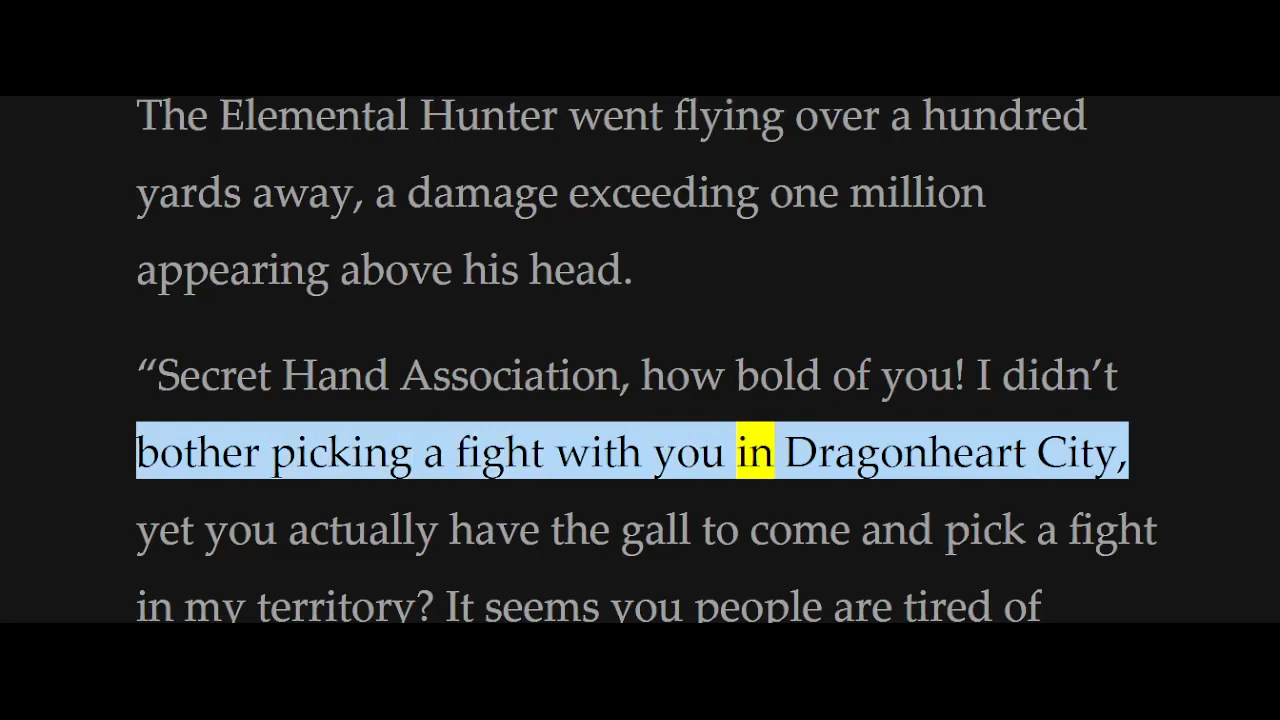 The Elemental Hunter went flying over a hundred
yards away, a damage exceeding one million
appearing above his head.
“Secret Hand Association, how bold of you! I didn’t
bother picking a fight with you in Dragonheart City,
yet you actually have the gall to come and pick a fight
in my territory? It seems you people are tired of